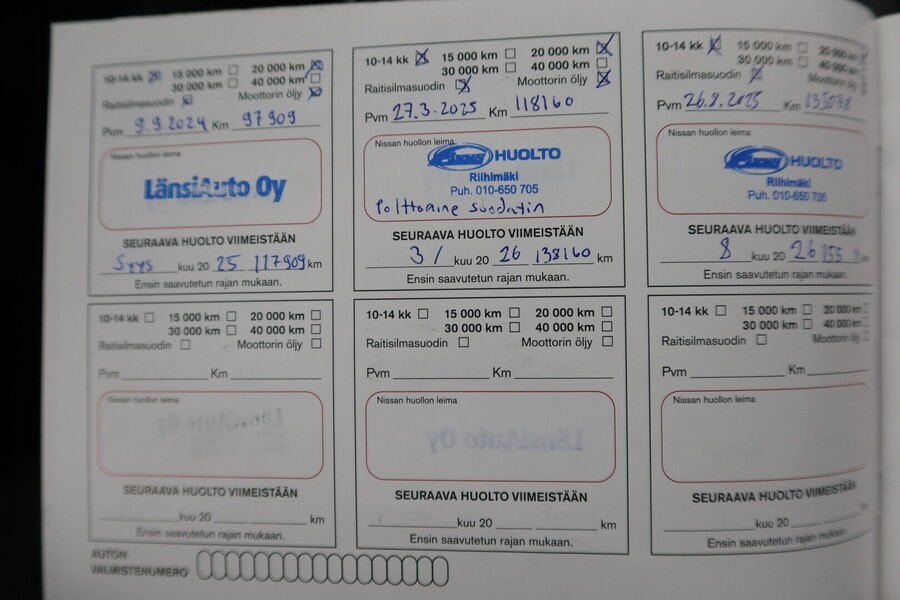 10-14 kk 15 000 km 20 000 km
30 000 km 40 000 km
Raitisilmasuodin Moottorin öljy
Pvm 9.9.2024 Km 97909
Nissan huollon leima
LänsiAuto Oy
SEURAAVA HUOLTO VIIMEISTÄÄN
Syys kuu 20 25 117909 km
Ensin saavutetun rajan mukaan.
10-14 kk 15 000 km 20 000 km
30 000 km 40 000 km
Raitisilmasuodin Moottorin öljy
Pvm 27.3.2025 Km 118160
Nissan huollon leima
HUOLTO
Riihimäki
Puh. 010-650 705
Polttoaine suodatin
SEURAAVA HUOLTO VIIMEISTÄÄN
3/ kuu 20 26 138160 km
Ensin saavutetun rajan mukaan.
10-14 kk 15 000 km 20 000 km
30 000 km 40 000 km
Raitisilmasuodin
Pvm 26.8.2025 Km 135078
Nissan huollon leima
HUOLTO
Riihimäki
Puh. 010-650 705
SEURAAVA HUOLTO VIIMEISTÄÄN
8 kuu 20 26 155
Ensin saavutetun rajan mukaan.
10-14 kk 15 000 km 20 000 km
30 000 km 40 000 km
Raitisilmasuodin Moottorin öljy
Pvm Km
Nissan huollon leima
SEURAAVA HUOLTO VIIMEISTÄÄN
kuu 20 km
Ensin saavutetun rajan mukaan.
10-14 kk 15 000 km 20 000 km
30 000 km 40 000 km
Raitisilmasuodin Moottorin öljy
Pvm Km
Nissan huollon leima
SEURAAVA HUOLTO VIIMEISTÄÄN
kuu 20 km
Ensin saavutetun rajan mukaan.
10-14 kk 15 000 km 20 000 km
30 000 km 40 000 km
Raitisilmasuodin Moottorin öljy
Pvm Km
Nissan huollon leima
SEURAAVA HUOLTO VIIMEISTÄÄN
kuu 20 km
Ensin saavutetun rajan mukaan.
AUTON
VALMISTENUMERO